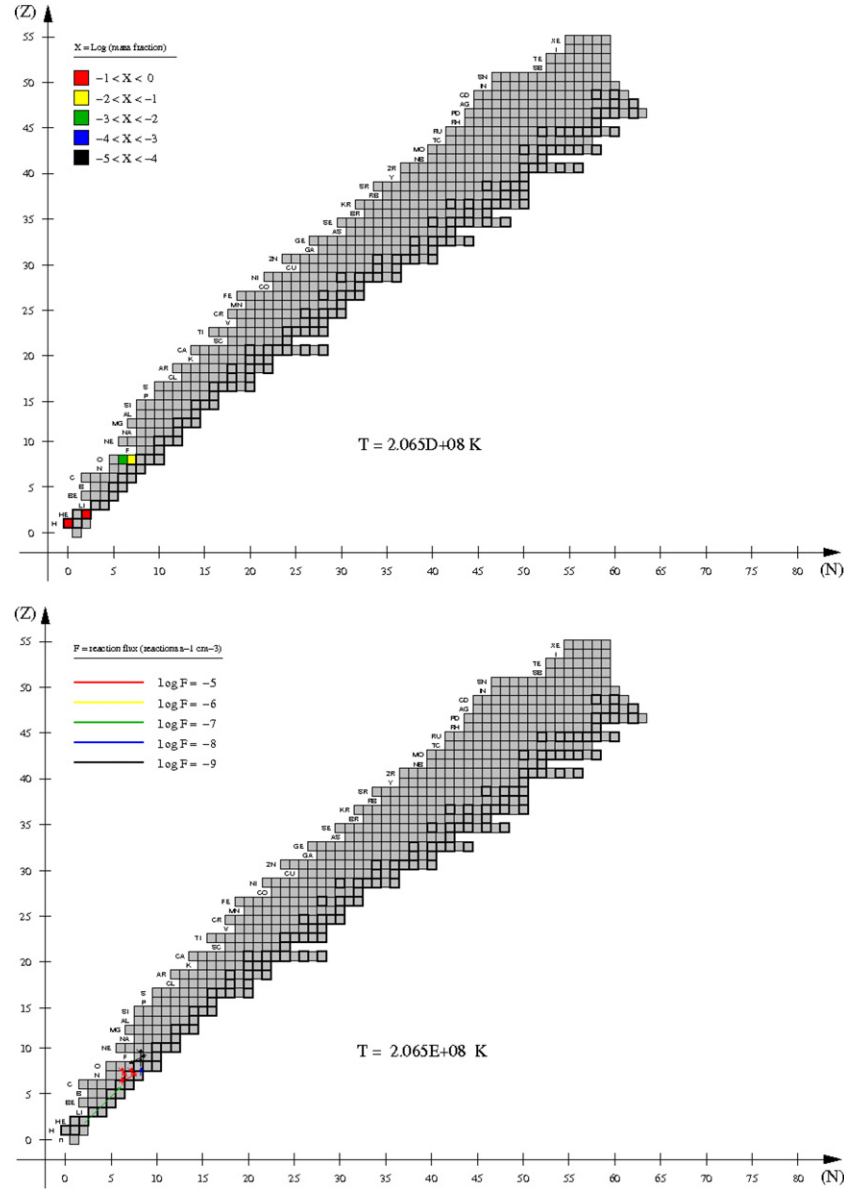 (Z)
55
50
45
40
35
30
25
20
15
10
5
0
X = Log (mass fraction)
−1 < X < 0
−2 < X < −1
−3 < X < −2
−4 < X < −3
−5 < X < −4
XE
I
TE
SB
SN
IN
CD
AG
PD
RH
RU
TC
MO
NB
ZR
Y
SR
RB
KR
BR
SE
AS
GE
GA
ZN
CU
NI
CO
FE
MN
CR
V
TI
SC
CA
K
AR
CL
S
P
SI
AL
MG
NA
NE
F
O
N
C
B
BE
LI
HE
H
T = 2.065D+08 K
0 5 10 15 20 25 30 35 40 45 50 55 60 65 70 75 80
(N)
(Z)
55
50
45
40
35
30
25
20
15
10
5
0
F = reaction flux (reactions s−1 cm−3)
log F = −5
log F = −6
log F = −7
log F = −8
log F = −9
XE
I
TE
SB
SN
IN
CD
AG
PD
RH
RU
TC
MO
NB
ZR
Y
SR
RB
KR
BR
SE
AS
GE
GA
ZN
CU
NI
CO
FE
MN
CR
V
TI
SC
CA
K
AR
CL
S
P
SI
AL
MG
NA
NE
F
O
N
C
B
BE
LI
HE
H
n
T = 2.065E+08 K
0 5 10 15 20 25 30 35 40 45 50 55 60 65 70 75 80
(N)